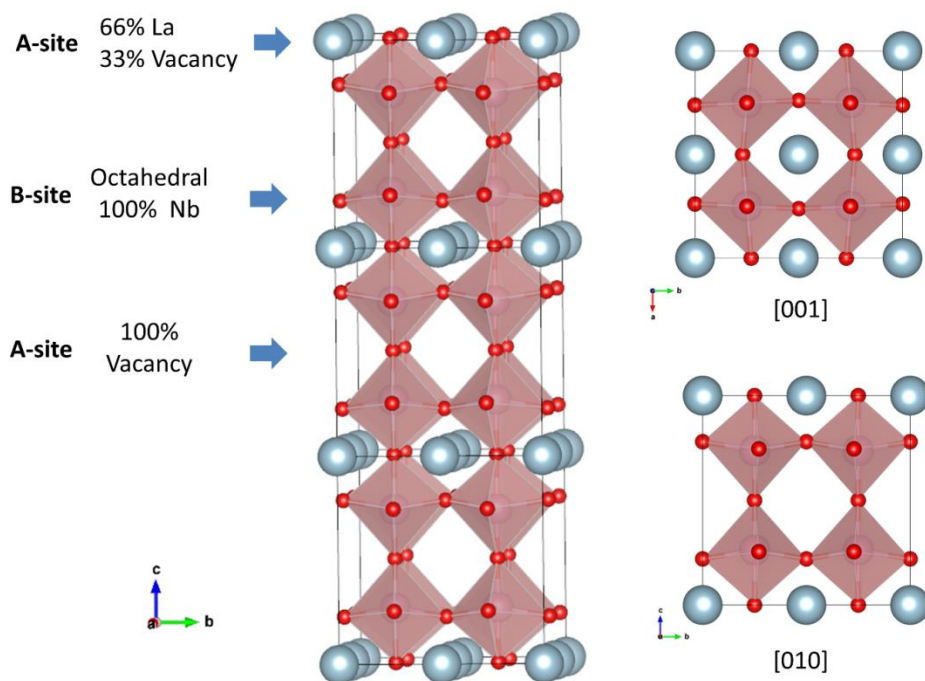 A-site
66% La
33% Vacancy
B-site
Octahedral
100% Nb
A-site
100%
Vacancy
c
a
b
b
a
[001]
c
b
[010]